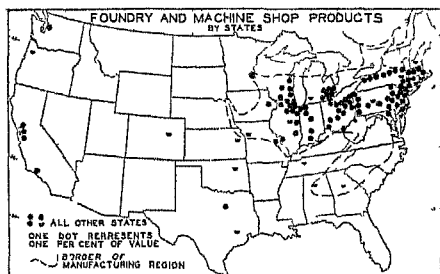 FOUNDRY AND MACHINE SHOP PRODUCTS
BY STATES
ALL OTHER STATES
ONE DOT REPRESENTS
ONE PER CENT OF VALUE
BORDER OF
MANUFACTURING REGION